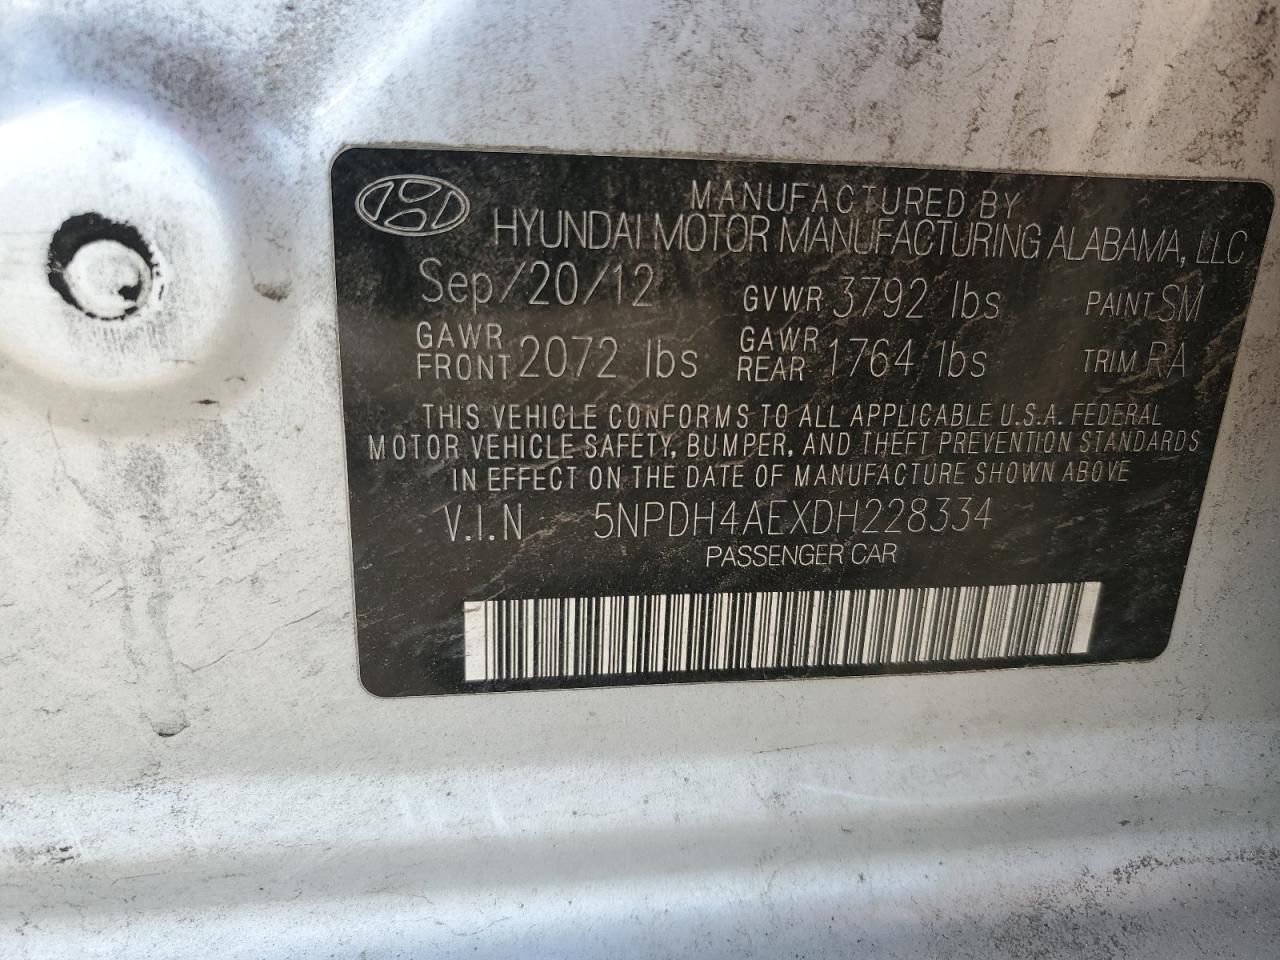 MANUFACTURED BY
HYUNDAI MOTOR MANUFACTURING ALABAMA, LLC
Sep/20/12 GVWR 3792 lbs PAINT SM
GAWR FRONT 2072 lbs GAWR REAR 1764 lbs TRIM RA
THIS VEHICLE CONFORMS TO ALL APPLICABLE U.S.A. FEDERAL
MOTOR VEHICLE SAFETY, BUMPER, AND THEFT PREVENTION STANDARDS
IN EFFECT ON THE DATE OF MANUFACTURE SHOWN ABOVE
V.I.N 5NPDH4AEXDH228334
PASSENGER CAR